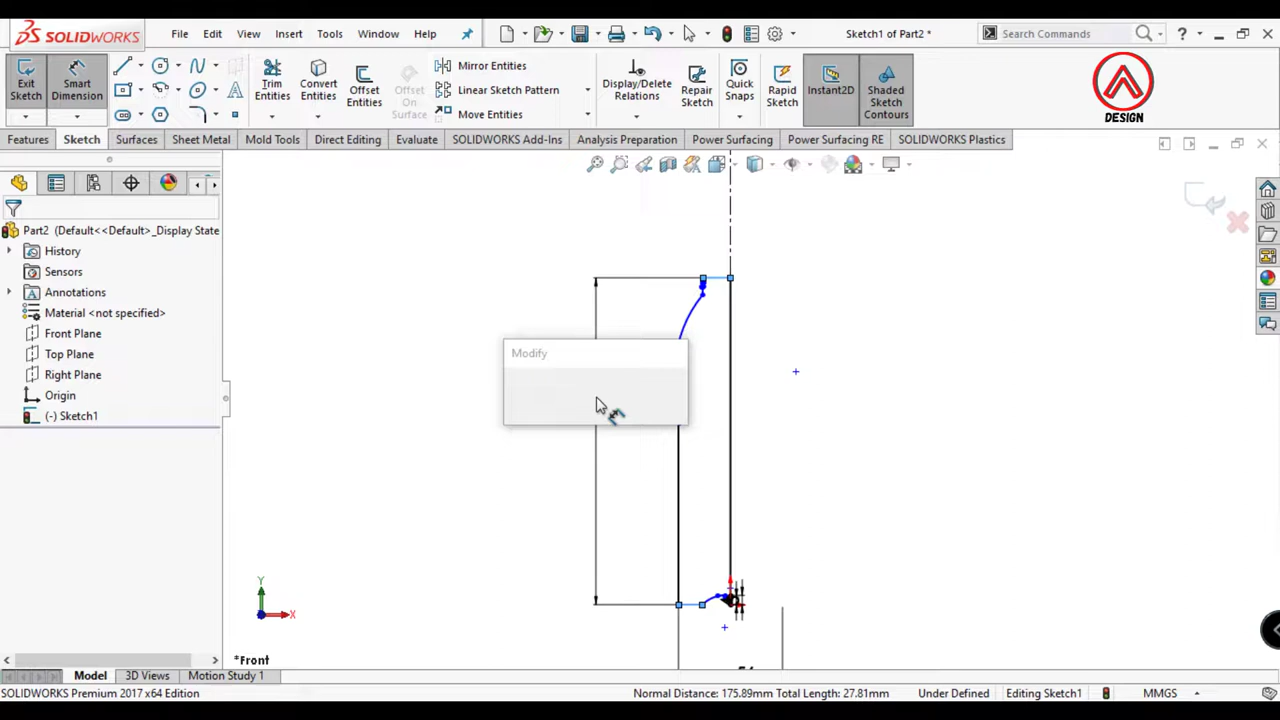 SOLIDWORKS
File Edit View Insert Tools Window Help
Sketch1 of Part2 *
Search Commands
?
DESIGN
Exit Sketch
Smart Dimension
Trim Entities
Convert Entities
Offset Entities
Offset On Surface
Mirror Entities
Linear Sketch Pattern
Move Entities
Display/Delete Relations
Repair Sketch
Quick Snaps
Rapid Sketch
Instant2D
Shaded Sketch Contours
Features Sketch Surfaces Sheet Metal Mold Tools Direct Editing Evaluate SOLIDWORKS Add-Ins Analysis Preparation Power Surfacing Power Surfacing RE SOLIDWORKS Plastics
Part2 (Default<<Default>_Display State
History
Sensors
Annotations
Material <not specified>
Front Plane
Top Plane
Right Plane
Origin
(-) Sketch1
Modify
Y
X
*Front
Model 3D Views Motion Study 1
SOLIDWORKS Premium 2017 x64 Edition
Normal Distance: 175.89mm Total Length: 27.81mm Under Defined Editing Sketch1 MMGS